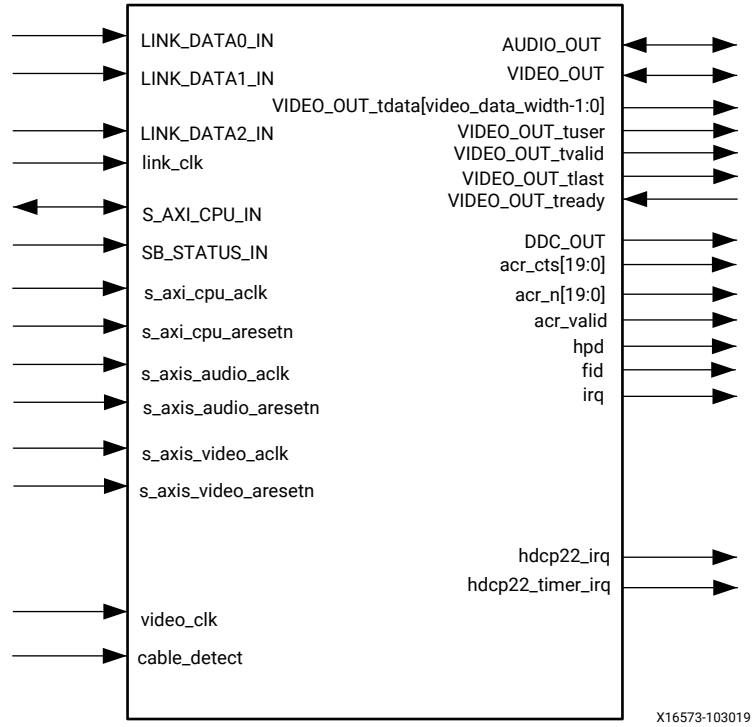 LINK_DATA0_IN
LINK_DATA1_IN
LINK_DATA2_IN
link_clk
S_AXI_CPU_IN
SB_STATUS_IN
s_axi_cpu_aclk
s_axi_cpu_aresetn
s_axis_audio_aclk
s_axis_audio_aresetn
s_axis_video_aclk
s_axis_video_aresetn
video_clk
cable_detect
AUDIO_OUT
VIDEO_OUT
VIDEO_OUT_tdata[video_data_width-1:0]
VIDEO_OUT_tuser
VIDEO_OUT_tvalid
VIDEO_OUT_tlast
VIDEO_OUT_tready
DDC_OUT
acr_cts[19:0]
acr_n[19:0]
acr_valid
hpd
fid
irq
hdcp22_irq
hdcp22_timer_irq
X16573-103019